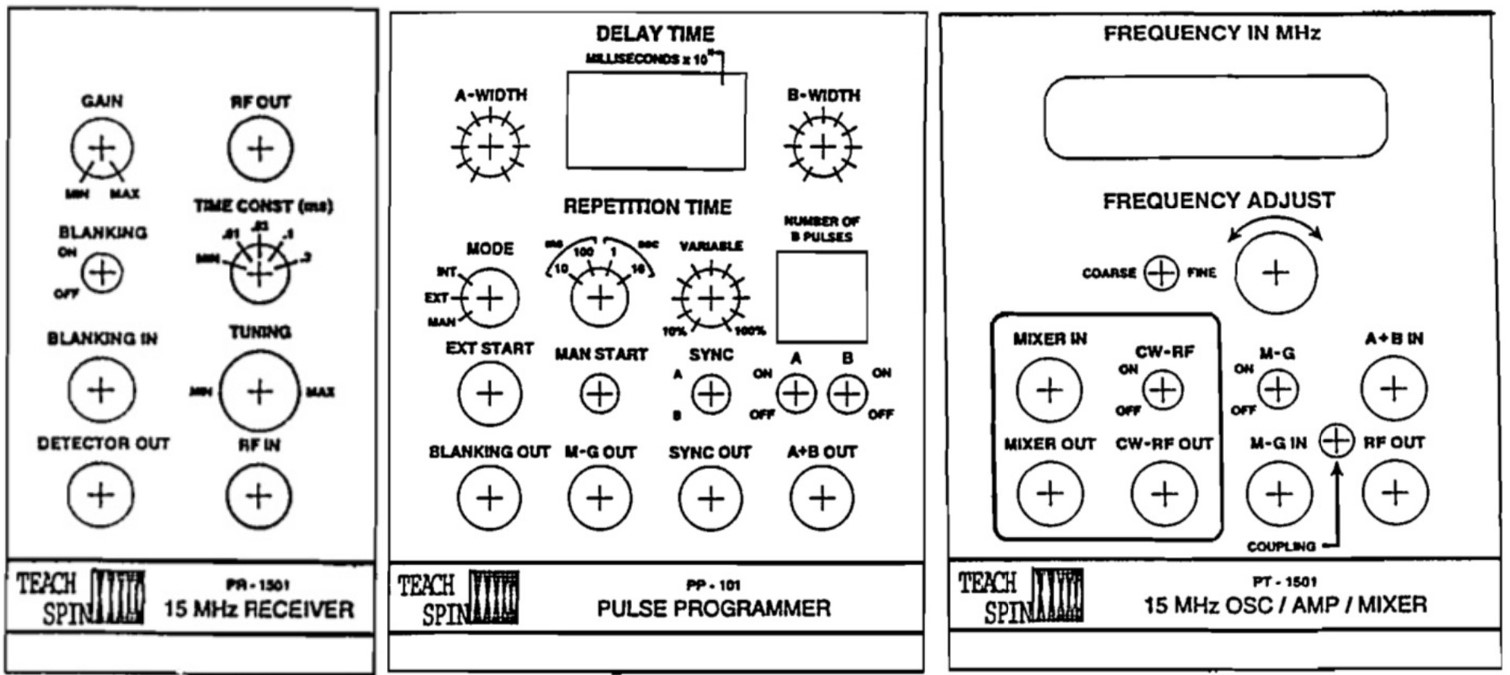 GAIN
RF OUT
MIN MAX
TIME CONST (ms)
BLANKING
ON
OFF
MIN .01 .03 .1 .3
BLANKING IN
TUNING
MIN MAX
DETECTOR OUT
RF IN
TEACH
SPIN
PR - 1501
15 MHz RECEIVER
DELAY TIME
MILLISECONDS x 10ⁿ
A-WIDTH
B-WIDTH
REPETITION TIME
NUMBER OF
B PULSES
MODE
INT
EXT
MAN
ms sec
10 100 1 10
VARIABLE
10% 100%
EXT START
MAN START
SYNC
A
B
A B
ON ON
OFF OFF
BLANKING OUT M-G OUT SYNC OUT A+B OUT
TEACH
SPIN
PP - 101
PULSE PROGRAMMER
FREQUENCY IN MHz
FREQUENCY ADJUST
COARSE FINE
MIXER IN
CW-RF
ON
OFF
M-G
ON
OFF
A+B IN
MIXER OUT CW-RF OUT M-G IN RF OUT
COUPLING
TEACH
SPIN
PT - 1501
15 MHz OSC / AMP / MIXER